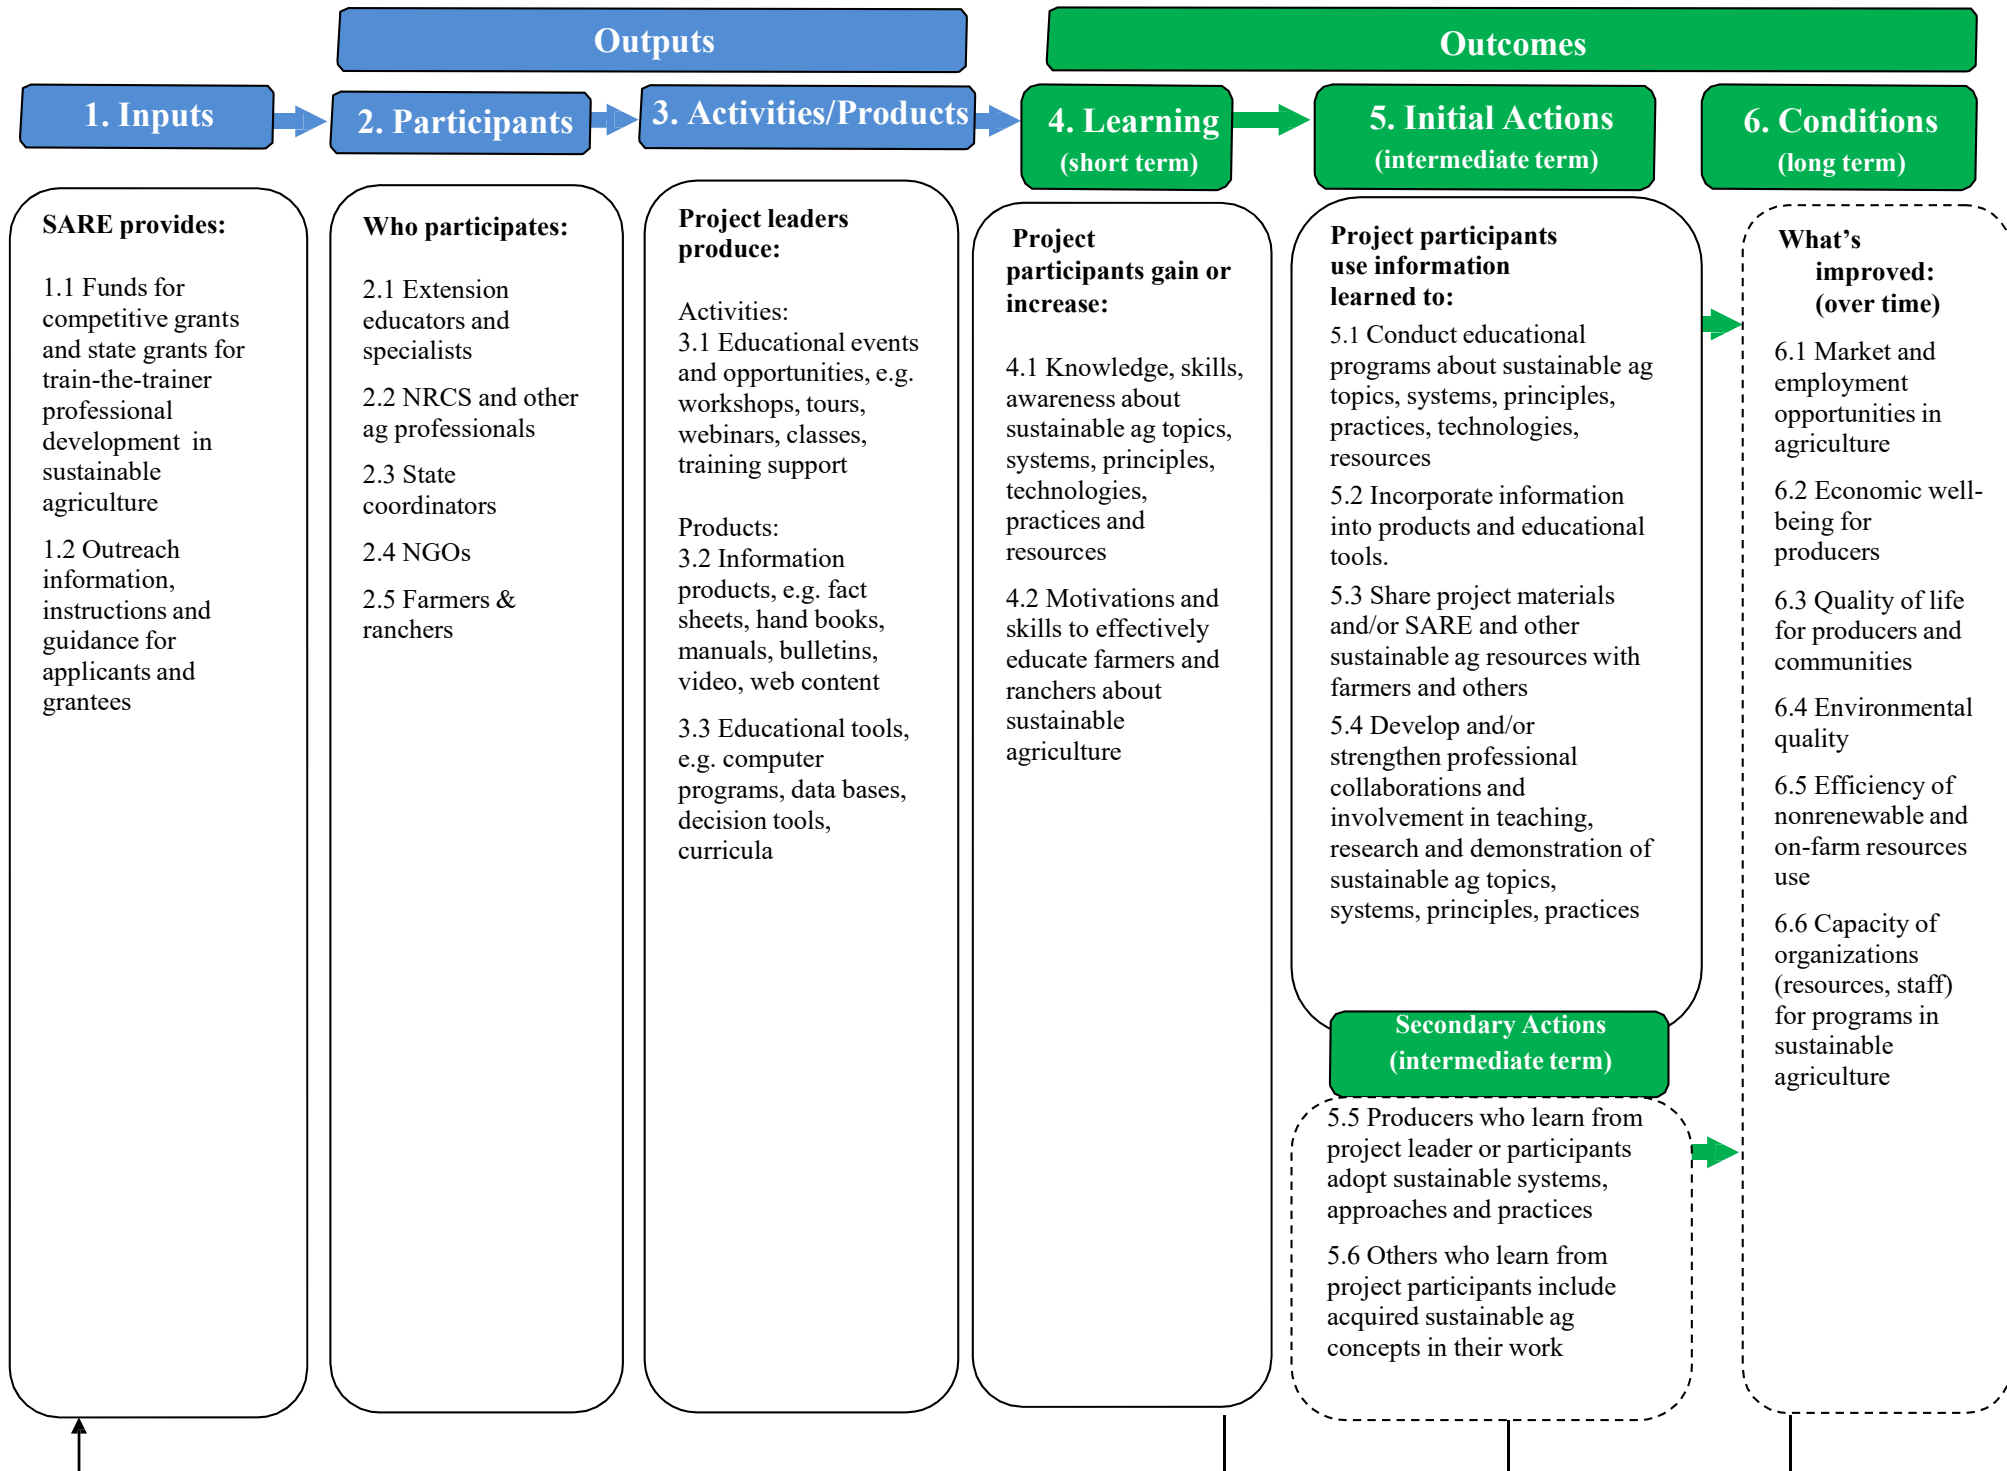 Outputs
Outcomes
1. Inputs
2. Participants
3. Activities/Products
4. Learning
(short term)
5. Initial Actions
(intermediate term)
6. Conditions
(long term)
SARE provides:
1.1 Funds for
competitive grants
and state grants for
train-the-trainer
professional
development in
sustainable
agriculture
1.2 Outreach
information,
instructions and
guidance for
applicants and
grantees
Who participates:
2.1 Extension
educators and
specialists
2.2 NRCS and other
ag professionals
2.3 State
coordinators
2.4 NGOs
2.5 Farmers &
ranchers
Project leaders
produce:
Activities:
3.1 Educational events
and opportunities, e.g.
workshops, tours,
webinars, classes,
training support
Products:
3.2 Information
products, e.g. fact
sheets, hand books,
manuals, bulletins,
video, web content
3.3 Educational tools,
e.g. computer
programs, data bases,
decision tools,
curricula
Project
participants gain or
increase:
4.1 Knowledge, skills,
awareness about
sustainable ag topics,
systems, principles,
technologies,
practices and
resources
4.2 Motivations and
skills to effectively
educate farmers and
ranchers about
sustainable
agriculture
Project participants
use information
learned to:
5.1 Conduct educational
programs about sustainable ag
topics, systems, principles,
practices, technologies,
resources
5.2 Incorporate information
into products and educational
tools.
5.3 Share project materials
and/or SARE and other
sustainable ag resources with
farmers and others
5.4 Develop and/or
strengthen professional
collaborations and
involvement in teaching,
research and demonstration of
sustainable ag topics,
systems, principles, practices
Secondary Actions
(intermediate term)
5.5 Producers who learn from
project leader or participants
adopt sustainable systems,
approaches and practices
5.6 Others who learn from
project participants include
acquired sustainable ag
concepts in their work
What's
improved:
(over time)
6.1 Market and
employment
opportunities in
agriculture
6.2 Economic well-
being for
producers
6.3 Quality of life
for producers and
communities
6.4 Environmental
quality
6.5 Efficiency of
nonrenewable and
on-farm resources
use
6.6 Capacity of
organizations
(resources, staff)
for programs in
sustainable
agriculture